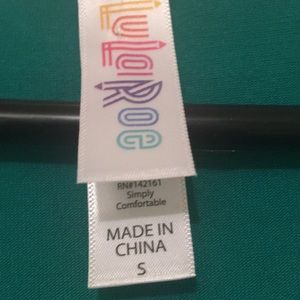 LuLaRoe
RN#142161
Simply
Comfortable
MADE IN
CHINA
S